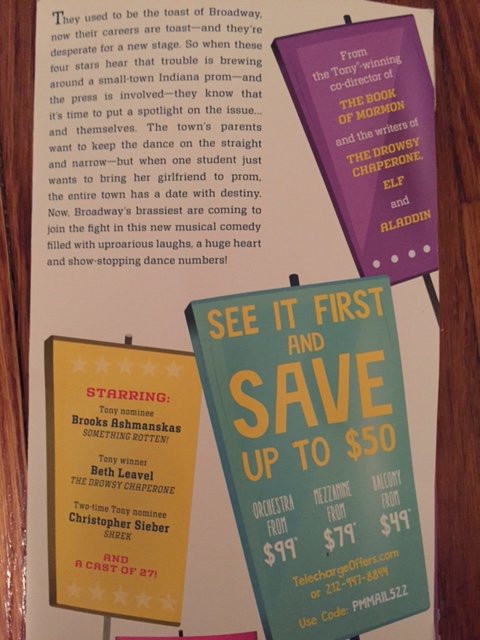 They used to be the toast of Broadway,
now their careers are toast—and they're
desperate for a new stage. So when these
four stars hear that trouble is brewing
around a small-town Indiana prom—and
the press is involved—they know that
it's time to put a spotlight on the issue...
and themselves. The town's parents
want to keep the dance on the straight
and narrow—but when one student just
wants to bring her girlfriend to prom,
the entire town has a date with destiny.
Now, Broadway's brassiest are coming to
join the fight in this new musical comedy
filled with uproarious laughs, a huge heart
and show-stopping dance numbers!
From
the Tony®-winning
co-director of
THE BOOK
OF MORMON
and the writers of
THE DROWSY
CHAPERONE,
ELF
and
ALADDIN
STARRING:
Tony nominee
Brooks Ashmanskas
SOMETHING ROTTEN!
Tony winner
Beth Leavel
THE DROWSY CHAPERONE
Two-time Tony nominee
Christopher Sieber
SHREK
AND
A CAST OF 27!
SEE IT FIRST
AND
SAVE
UP TO $50
ORCHESTRA
FROM
$99*
MEZZANINE
FROM
$79*
BALCONY
FROM
$49*
TelechargeOffers.com
or 212-947-8844
Use Code: PMMAIL522